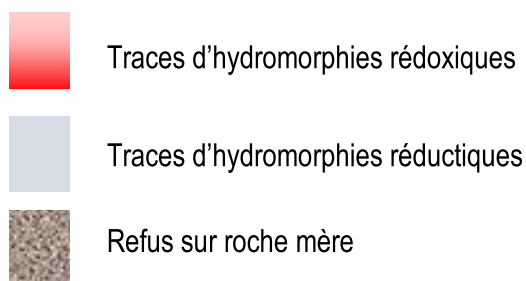 Traces d’hydromorphies rédoxiques
Traces d’hydromorphies réductiques
Refus sur roche mère